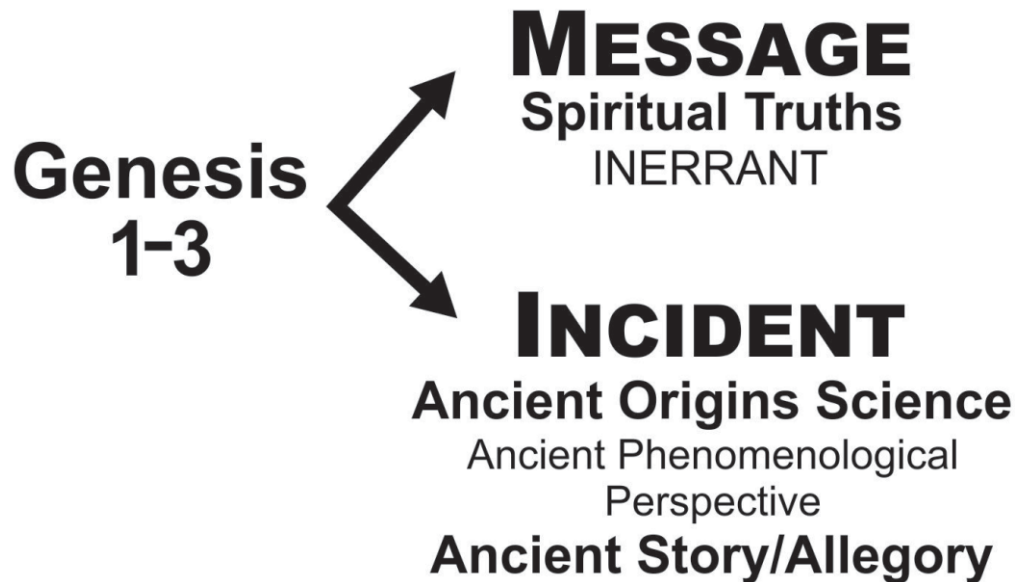 Genesis
1–3
MESSAGE
Spiritual Truths
INERRANT
INCIDENT
Ancient Origins Science
Ancient Phenomenological
Perspective
Ancient Story/Allegory